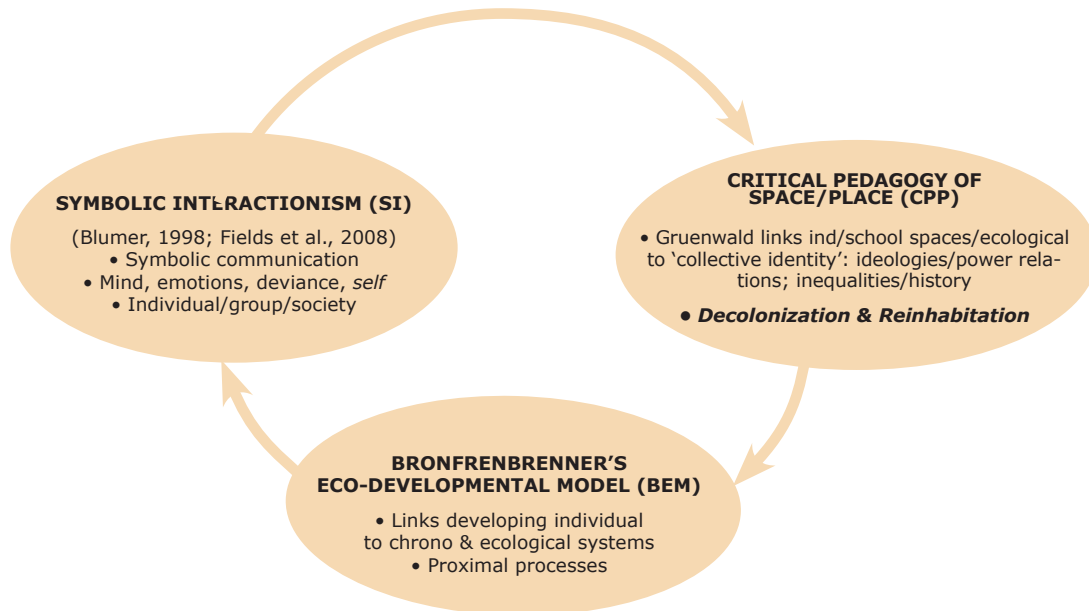 SYMBOLIC INTERACTIONISM (SI)
(Blumer, 1998; Fields et al., 2008)
• Symbolic communication
• Mind, emotions, deviance, self
• Individual/group/society
CRITICAL PEDAGOGY OF
SPACE/PLACE (CPP)
• Gruenwald links ind/school spaces/ecological
to ‘collective identity’: ideologies/power rela-
tions; inequalities/history
• Decolonization & Reinhabitation
BRONFRENBRENNER’S
ECO-DEVELOPMENTAL MODEL (BEM)
• Links developing individual
to chrono & ecological systems
• Proximal processes